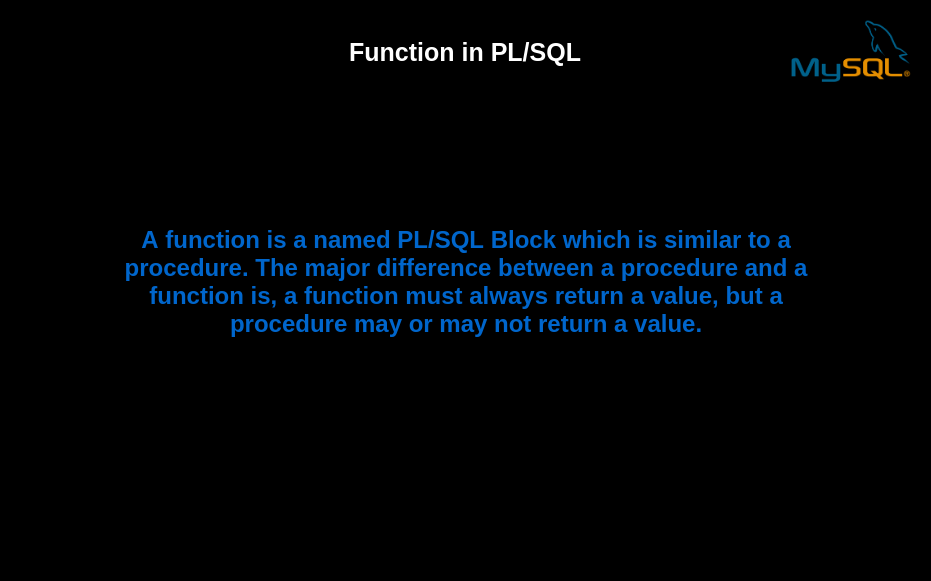 Function in PL/SQL
MySQL®
A function is a named PL/SQL Block which is similar to a
procedure. The major difference between a procedure and a
function is, a function must always return a value, but a
procedure may or may not return a value.